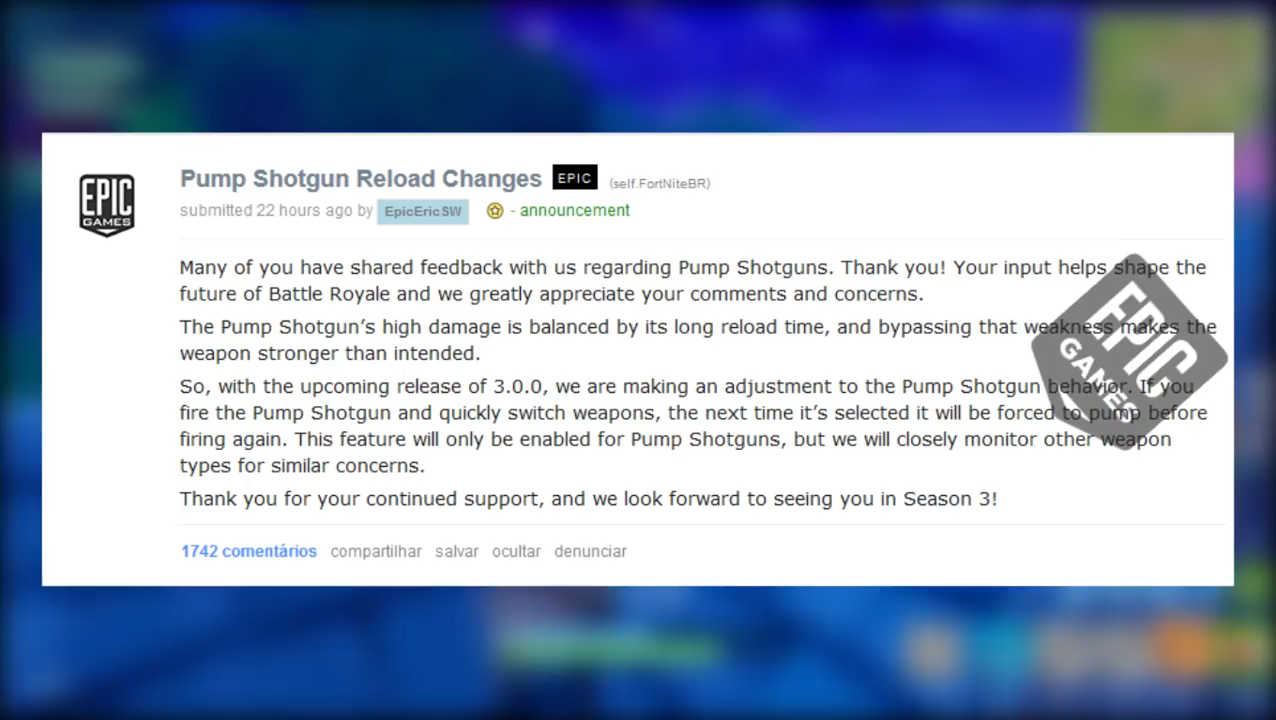 EPIC
GAMES
Pump Shotgun Reload Changes EPIC (self.FortNiteBR)
submitted 22 hours ago by EpicEricSW - announcement
Many of you have shared feedback with us regarding Pump Shotguns. Thank you! Your input helps shape the
future of Battle Royale and we greatly appreciate your comments and concerns.
The Pump Shotgun’s high damage is balanced by its long reload time, and bypassing that weakness makes the
weapon stronger than intended.
So, with the upcoming release of 3.0.0, we are making an adjustment to the Pump Shotgun behavior. If you
fire the Pump Shotgun and quickly switch weapons, the next time it’s selected it will be forced to pump before
firing again. This feature will only be enabled for Pump Shotguns, but we will closely monitor other weapon
types for similar concerns.
Thank you for your continued support, and we look forward to seeing you in Season 3!
1742 comentários compartilhar salvar ocultar denunciar
EPIC
GAMES